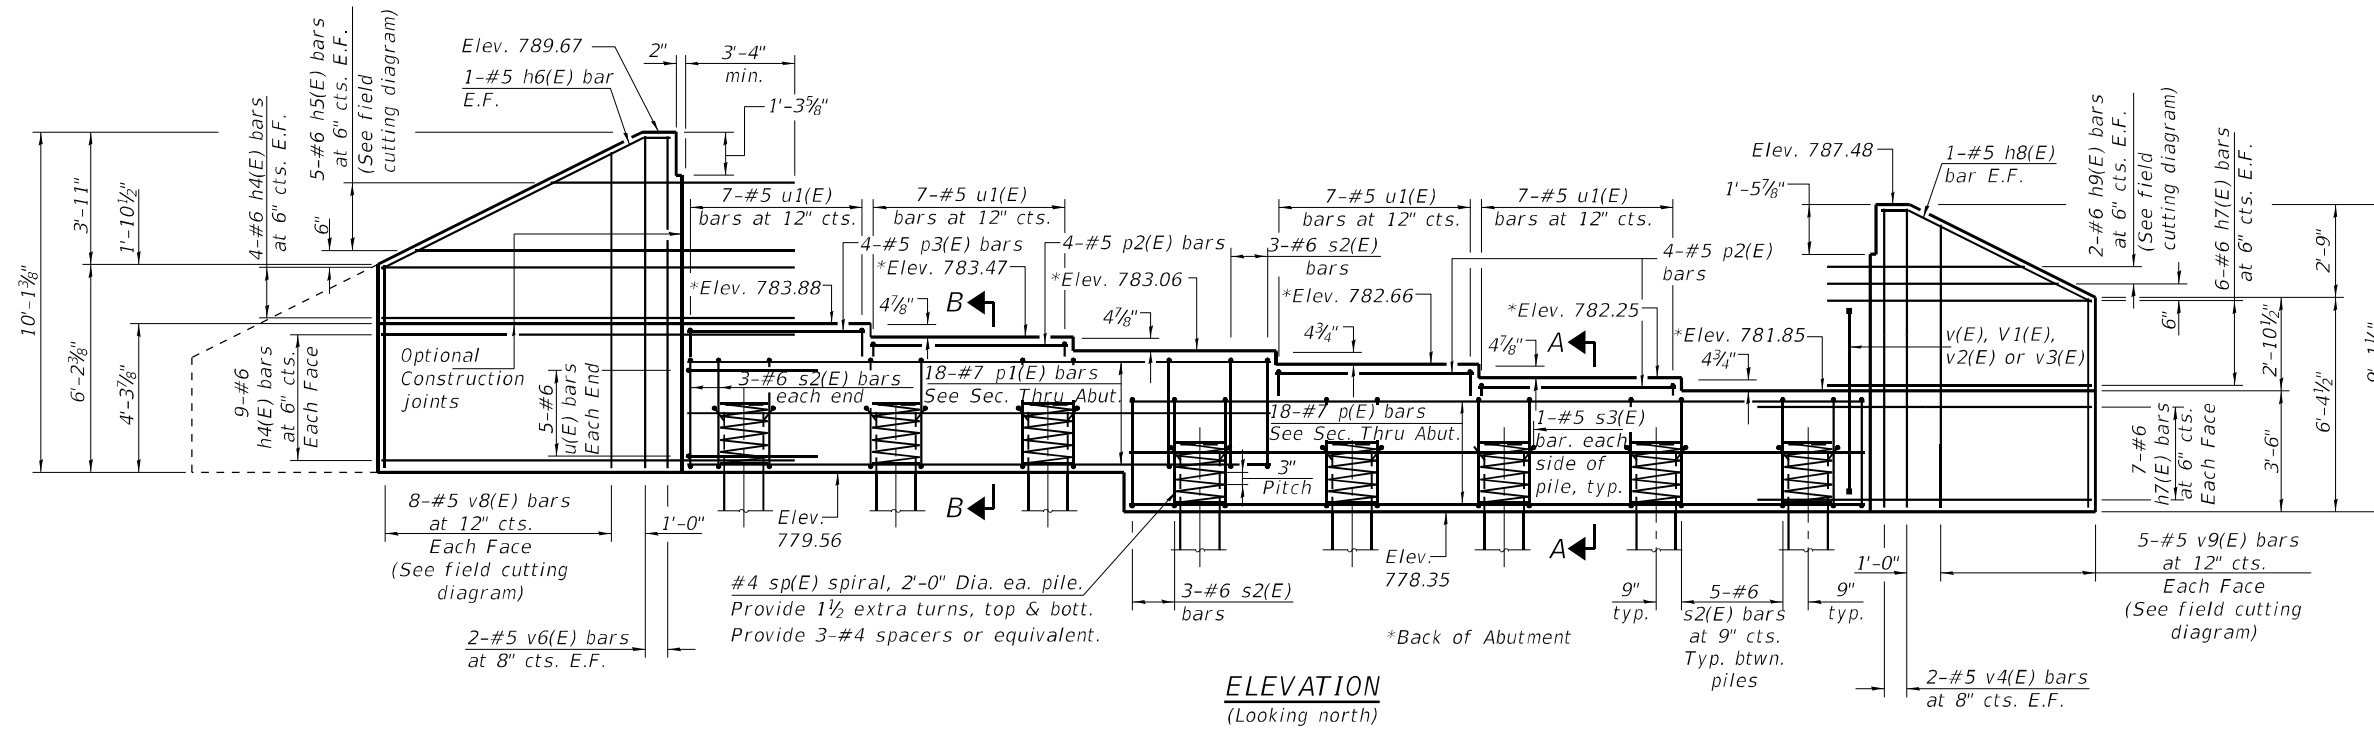 Elev. 789.67
1-#5 h6(E) bar
E.F.
2"
3'-4"
min.
1'-3⅝"
5-#6 h5(E) bars
at 6" cts. E.F.
(See field
cutting diagram)
4-#6 h4(E) bars
at 6" cts. E.F.
6"
3'-11"
1'-10½"
10'-1⅜"
6'-2⅜"
4'-3⅞"
9-#6
h4(E) bars
at 6" cts.
Each Face
Optional
Construction
joints
5-#6
u(E) bars
Each End
7-#5 u1(E)
bars at 12" cts.
7-#5 u1(E)
bars at 12" cts.
7-#5 u1(E)
bars at 12" cts.
7-#5 u1(E)
bars at 12" cts.
4-#5 p3(E) bars
4-#5 p2(E) bars
3-#6 s2(E)
bars
4-#5 p2(E)
bars
*Elev. 783.88
*Elev. 783.47
*Elev. 783.06
*Elev. 782.66
*Elev. 782.25
*Elev. 781.85
4⅞"
4⅞"
4¾"
4⅞"
4¾"
B
A
3-#6 s2(E) bars
each end
18-#7 p1(E) bars
See Sec. Thru Abut.
18-#7 p(E) bars
See Sec. Thru Abut.
1-#5 s3(E)
bar. each
side of
pile, typ.
3"
Pitch
B
A
Elev.
779.56
Elev.
778.35
Elev. 787.48
1-#5 h8(E)
bar E.F.
1'-5⅞"
v(E), V1(E),
v2(E) or v3(E)
2-#6 h9(E) bars
at 6" cts. E.F.
(See field
cutting diagram)
6-#6 h7(E) bars
at 6" cts. E.F.
6"
2'-9"
2'-10½"
6'-4½"
3'-6"
7-#6
h7(E) bars
at 6" cts.
Each Face
8-#5 v8(E) bars
at 12" cts.
Each Face
(See field cutting
diagram)
1'-0"
2-#5 v6(E) bars
at 8" cts. E.F.
#4 sp(E) spiral, 2'-0" Dia. ea. pile.
Provide 1½ extra turns, top & bott.
Provide 3-#4 spacers or equivalent.
3-#6 s2(E)
bars
9"
typ.
5-#6
s2(E) bars
at 9" cts.
Typ. btwn.
piles
9"
typ.
1'-0"
5-#5 v9(E) bars
at 12" cts.
Each Face
(See field cutting
diagram)
2-#5 v4(E) bars
at 8" cts. E.F.
*Back of Abutment
ELEVATION
(Looking north)